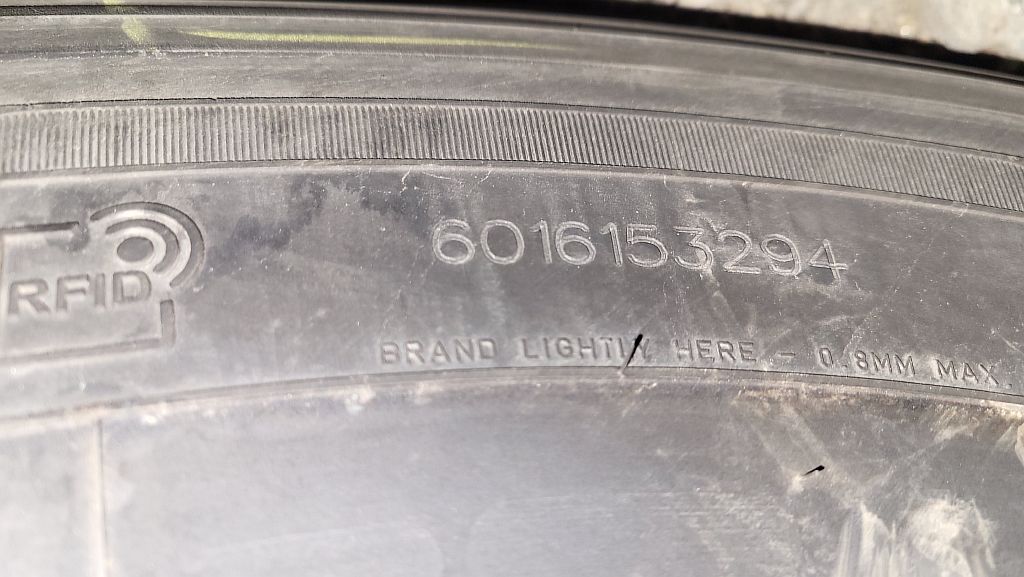 RFID
6016153294
BRAND LIGHTLY HERE - 0.8MM MAX.